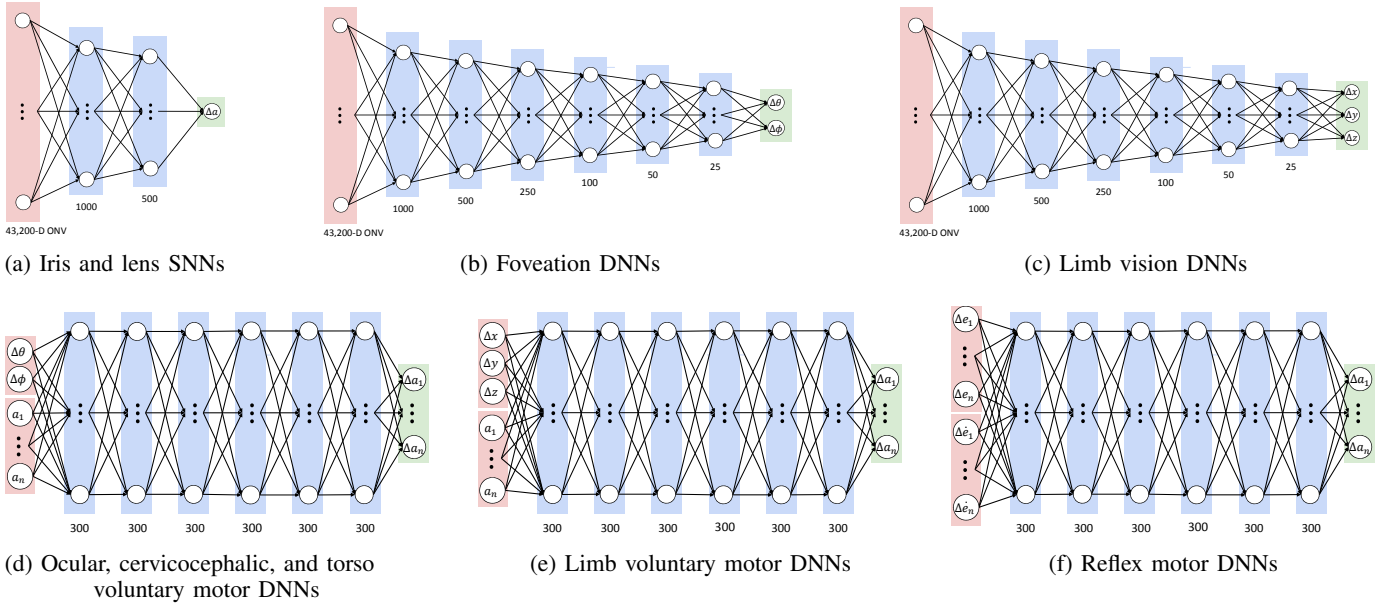 Δa
1000
500
43,200-D ONV
(a) Iris and lens SNNs
Δθ
Δϕ
1000
500
250
100
50
25
43,200-D ONV
(b) Foveation DNNs
Δx
Δy
Δz
1000
500
250
100
50
25
43,200-D ONV
(c) Limb vision DNNs
Δθ
Δϕ
a₁
aₙ
Δa₁
Δaₙ
300 300 300 300 300 300
(d) Ocular, cervicocephalic, and torso
voluntary motor DNNs
Δx
Δy
Δz
a₁
aₙ
Δa₁
Δaₙ
300 300 300 300 300 300
(e) Limb voluntary motor DNNs
Δe₁
Δeₙ
Δė₁
Δėₙ
Δa₁
Δaₙ
300 300 300 300 300 300
(f) Reflex motor DNNs